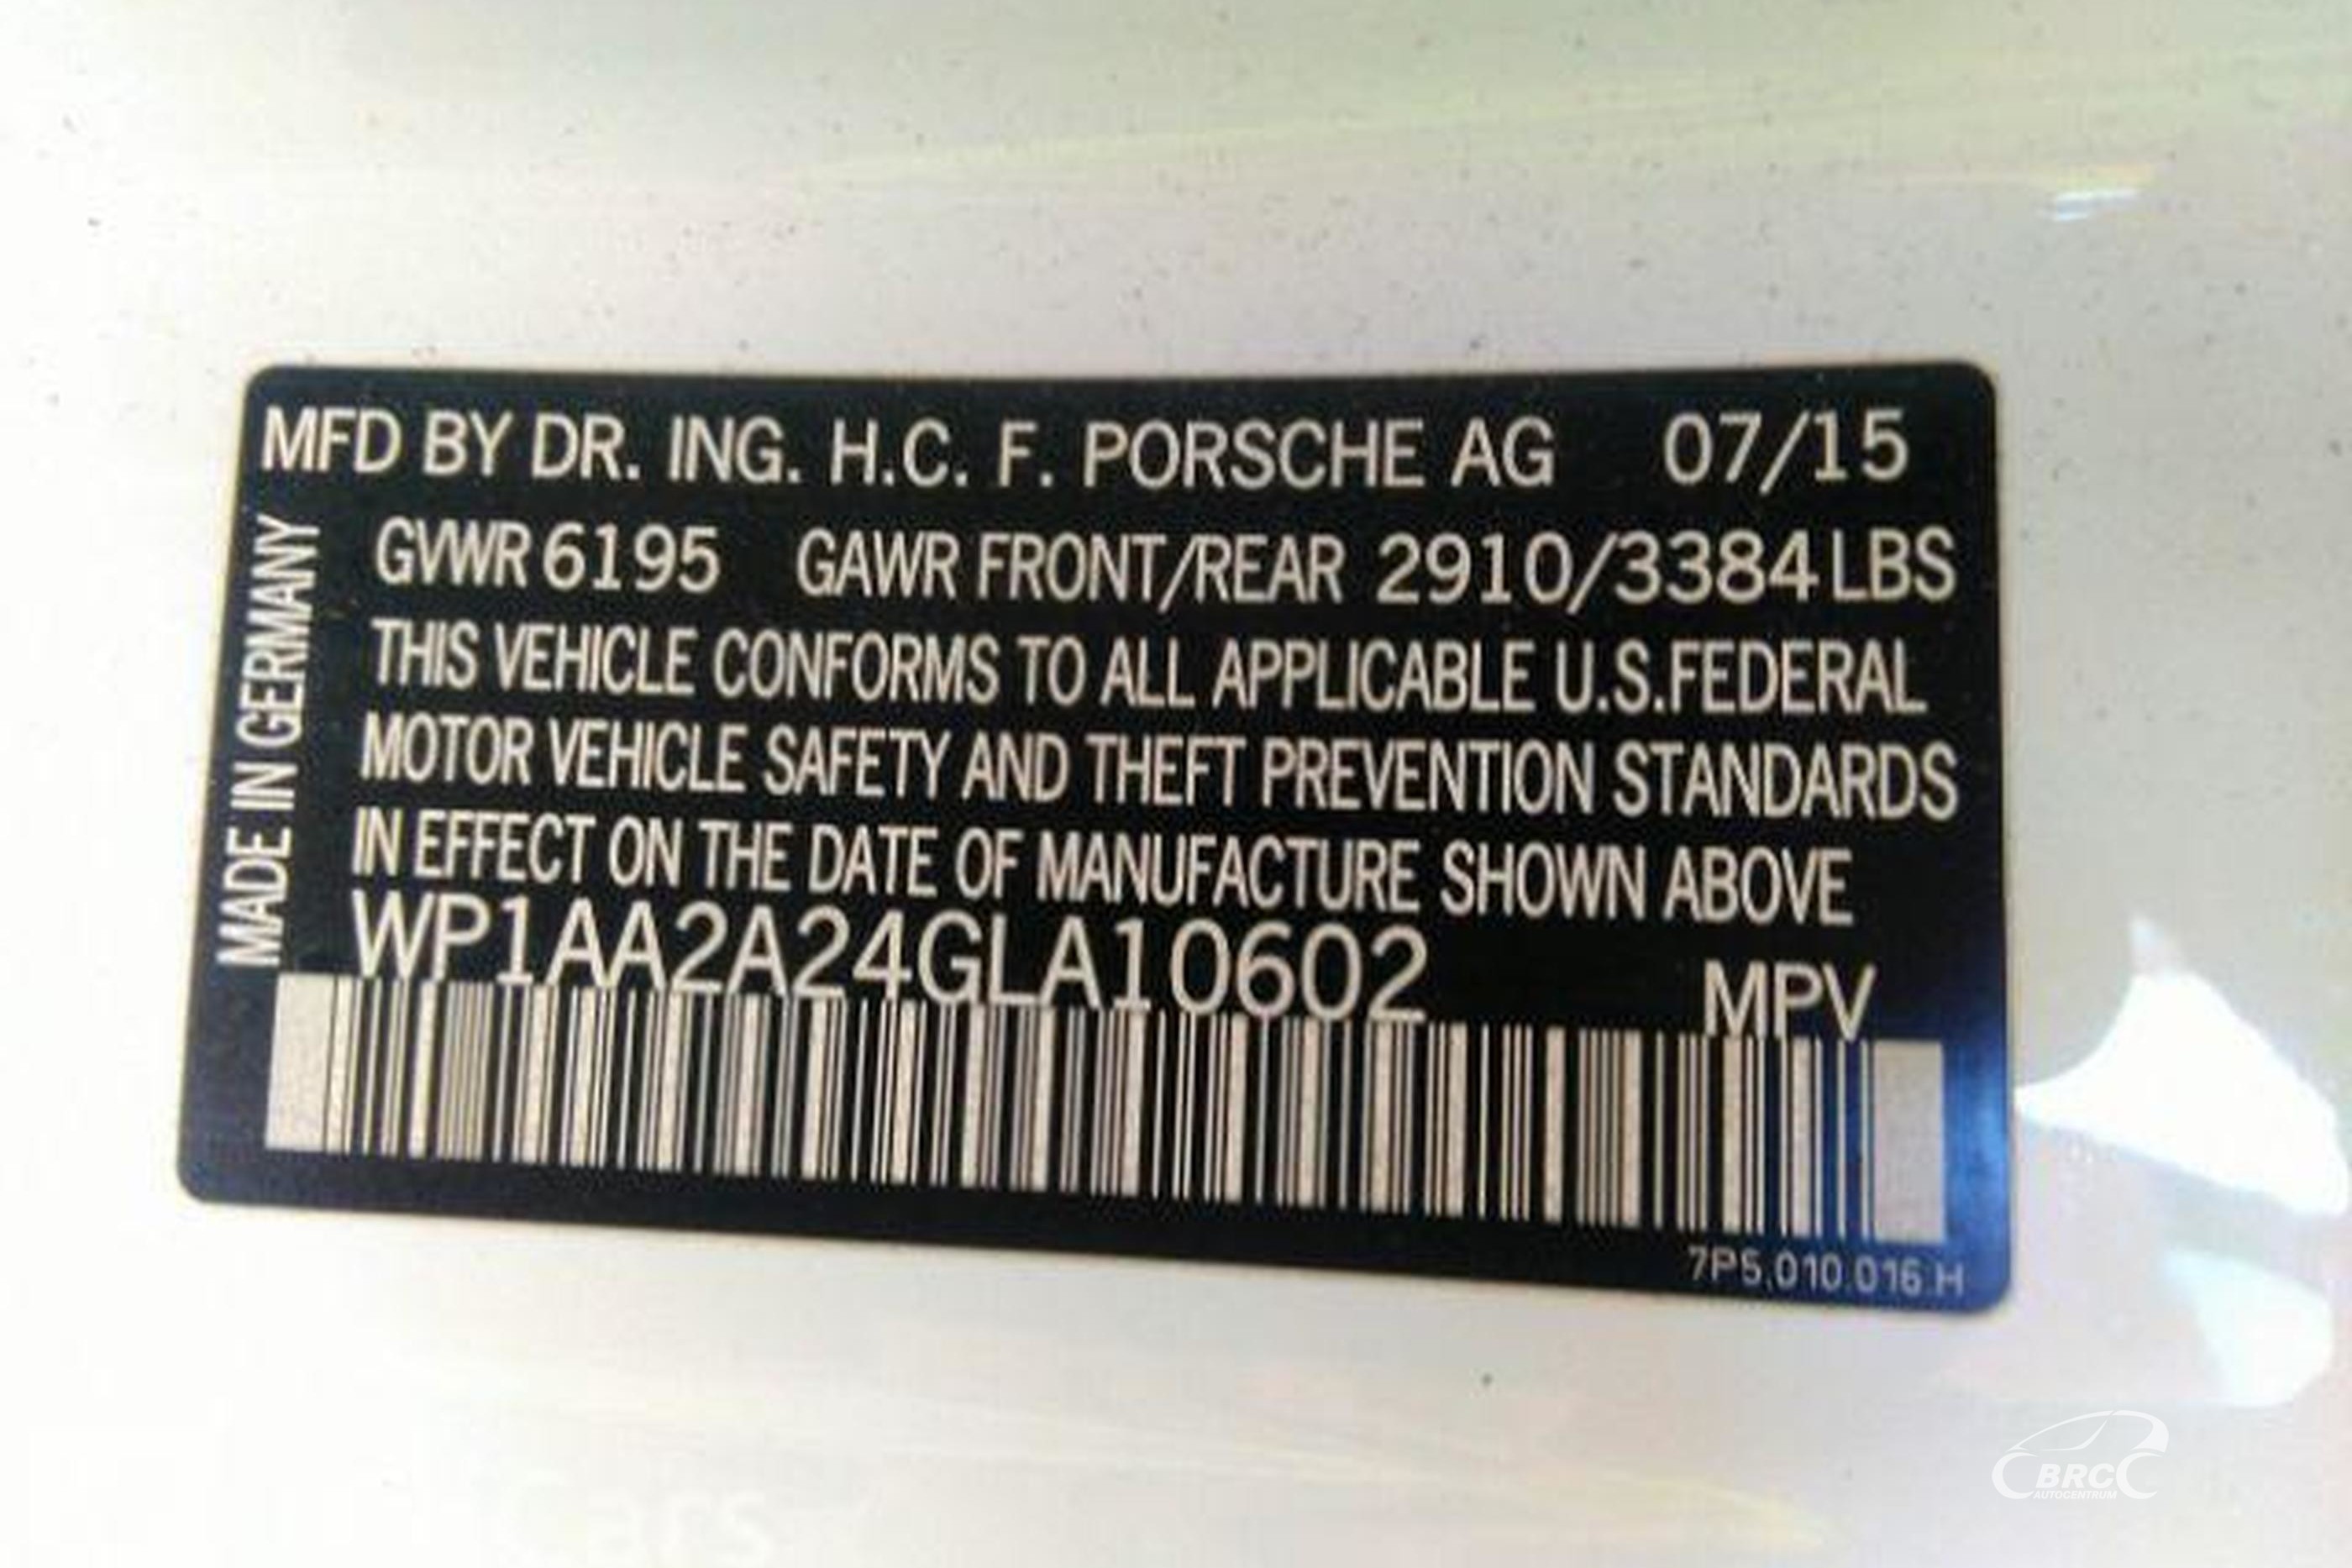 MFD BY DR. ING. H.C. F. PORSCHE AG 07/15
MADE IN GERMANY
GVWR 6195 GAWR FRONT/REAR 2910/3384 LBS
THIS VEHICLE CONFORMS TO ALL APPLICABLE U.S.FEDERAL
MOTOR VEHICLE SAFETY AND THEFT PREVENTION STANDARDS
IN EFFECT ON THE DATE OF MANUFACTURE SHOWN ABOVE
WP1AA2A24GLA10602 MPV
7P5.010.016.H
Cars
BRC
AUTOCENTRUM